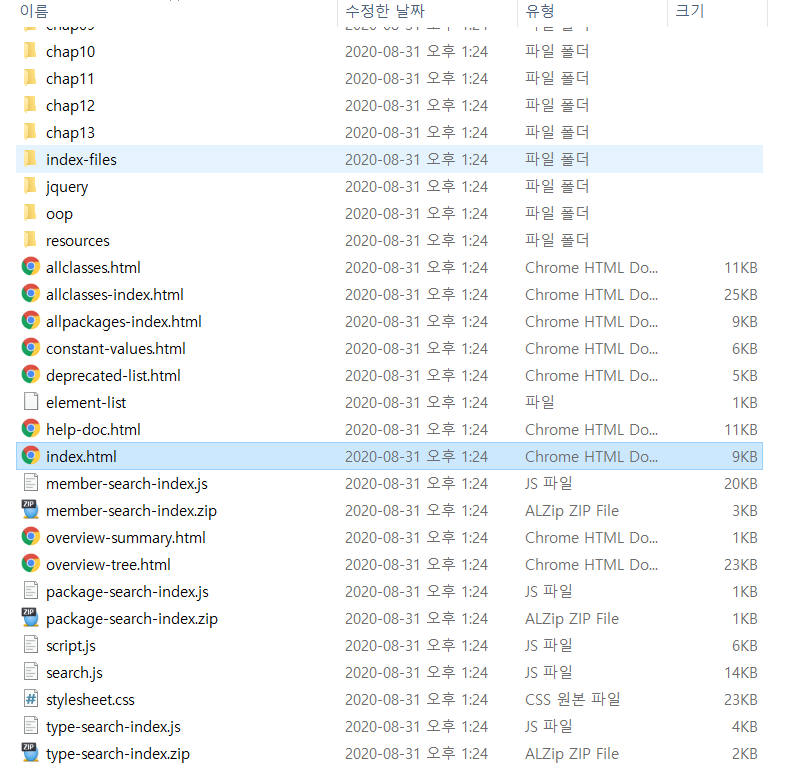 이름 수정한 날짜 유형 크기
chap09 2020-08-31 오후 1:24 파일 폴더
chap10 2020-08-31 오후 1:24 파일 폴더
chap11 2020-08-31 오후 1:24 파일 폴더
chap12 2020-08-31 오후 1:24 파일 폴더
chap13 2020-08-31 오후 1:24 파일 폴더
index-files 2020-08-31 오후 1:24 파일 폴더
jquery 2020-08-31 오후 1:24 파일 폴더
oop 2020-08-31 오후 1:24 파일 폴더
resources 2020-08-31 오후 1:24 파일 폴더
allclasses.html 2020-08-31 오후 1:24 Chrome HTML Do... 11KB
allclasses-index.html 2020-08-31 오후 1:24 Chrome HTML Do... 25KB
allpackages-index.html 2020-08-31 오후 1:24 Chrome HTML Do... 9KB
constant-values.html 2020-08-31 오후 1:24 Chrome HTML Do... 6KB
deprecated-list.html 2020-08-31 오후 1:24 Chrome HTML Do... 5KB
element-list 2020-08-31 오후 1:24 파일 1KB
help-doc.html 2020-08-31 오후 1:24 Chrome HTML Do... 11KB
index.html 2020-08-31 오후 1:24 Chrome HTML Do... 9KB
member-search-index.js 2020-08-31 오후 1:24 JS 파일 20KB
ZIP member-search-index.zip 2020-08-31 오후 1:24 ALZip ZIP File 3KB
overview-summary.html 2020-08-31 오후 1:24 Chrome HTML Do... 1KB
overview-tree.html 2020-08-31 오후 1:24 Chrome HTML Do... 23KB
package-search-index.js 2020-08-31 오후 1:24 JS 파일 1KB
ZIP package-search-index.zip 2020-08-31 오후 1:24 ALZip ZIP File 1KB
script.js 2020-08-31 오후 1:24 JS 파일 6KB
search.js 2020-08-31 오후 1:24 JS 파일 14KB
# stylesheet.css 2020-08-31 오후 1:24 CSS 원본 파일 23KB
type-search-index.js 2020-08-31 오후 1:24 JS 파일 4KB
ZIP type-search-index.zip 2020-08-31 오후 1:24 ALZip ZIP File 2KB